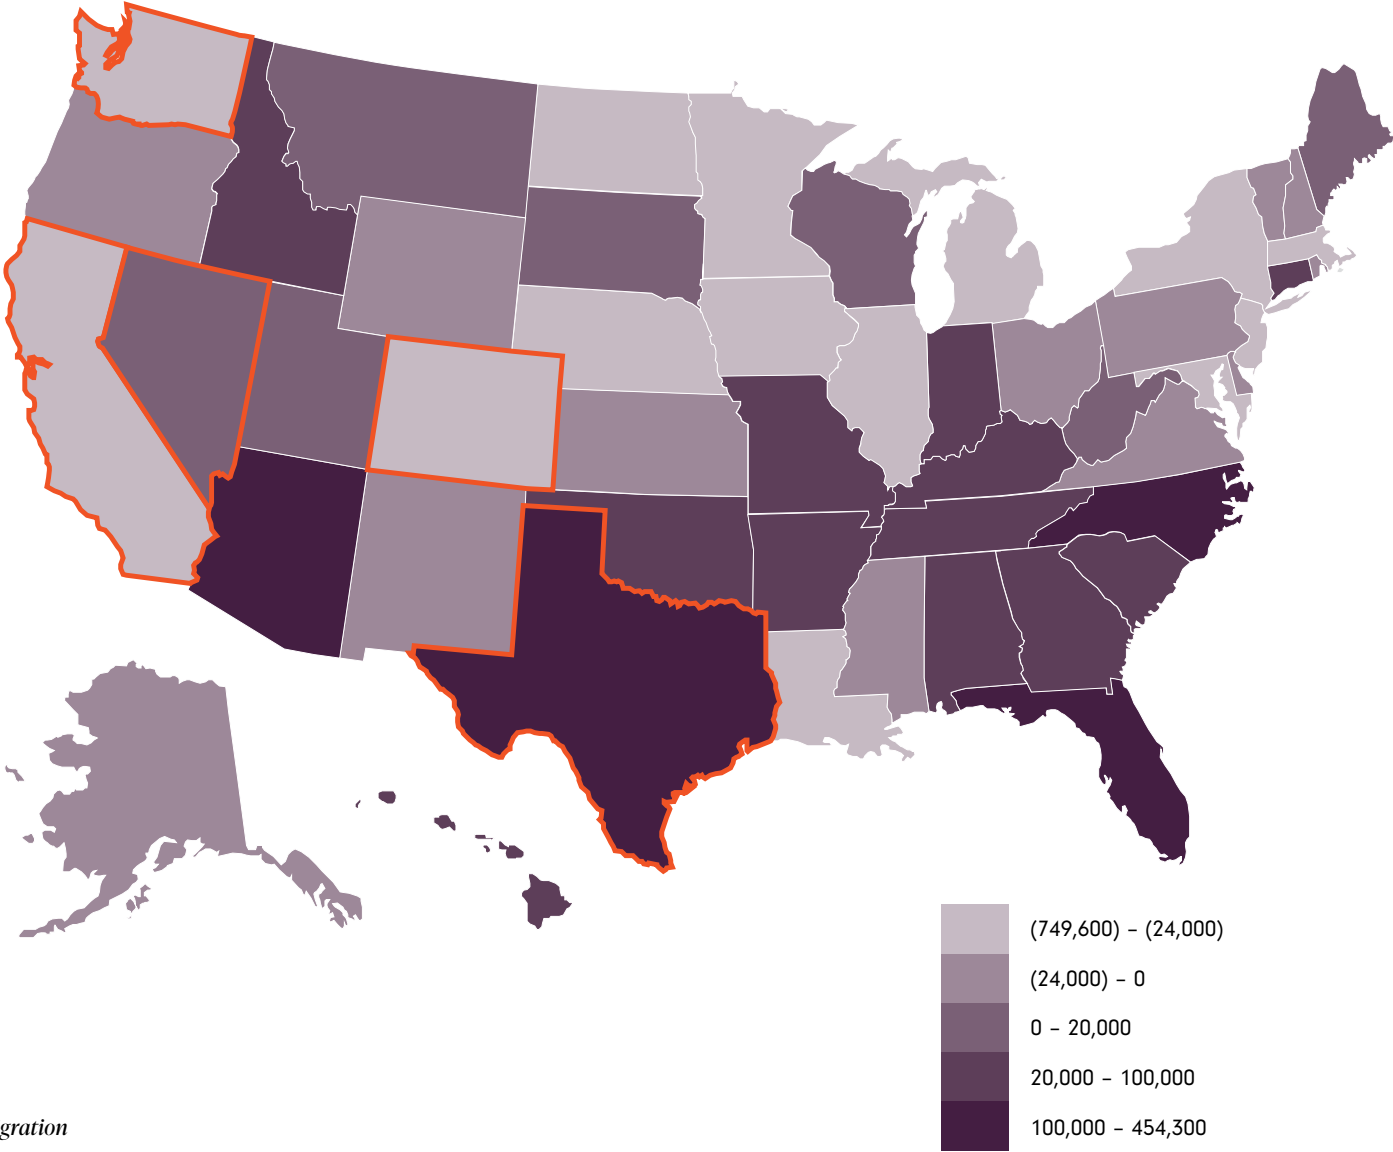 (749,600) – (24,000)
(24,000) – 0
0 – 20,000
20,000 – 100,000
100,000 – 454,300
gration